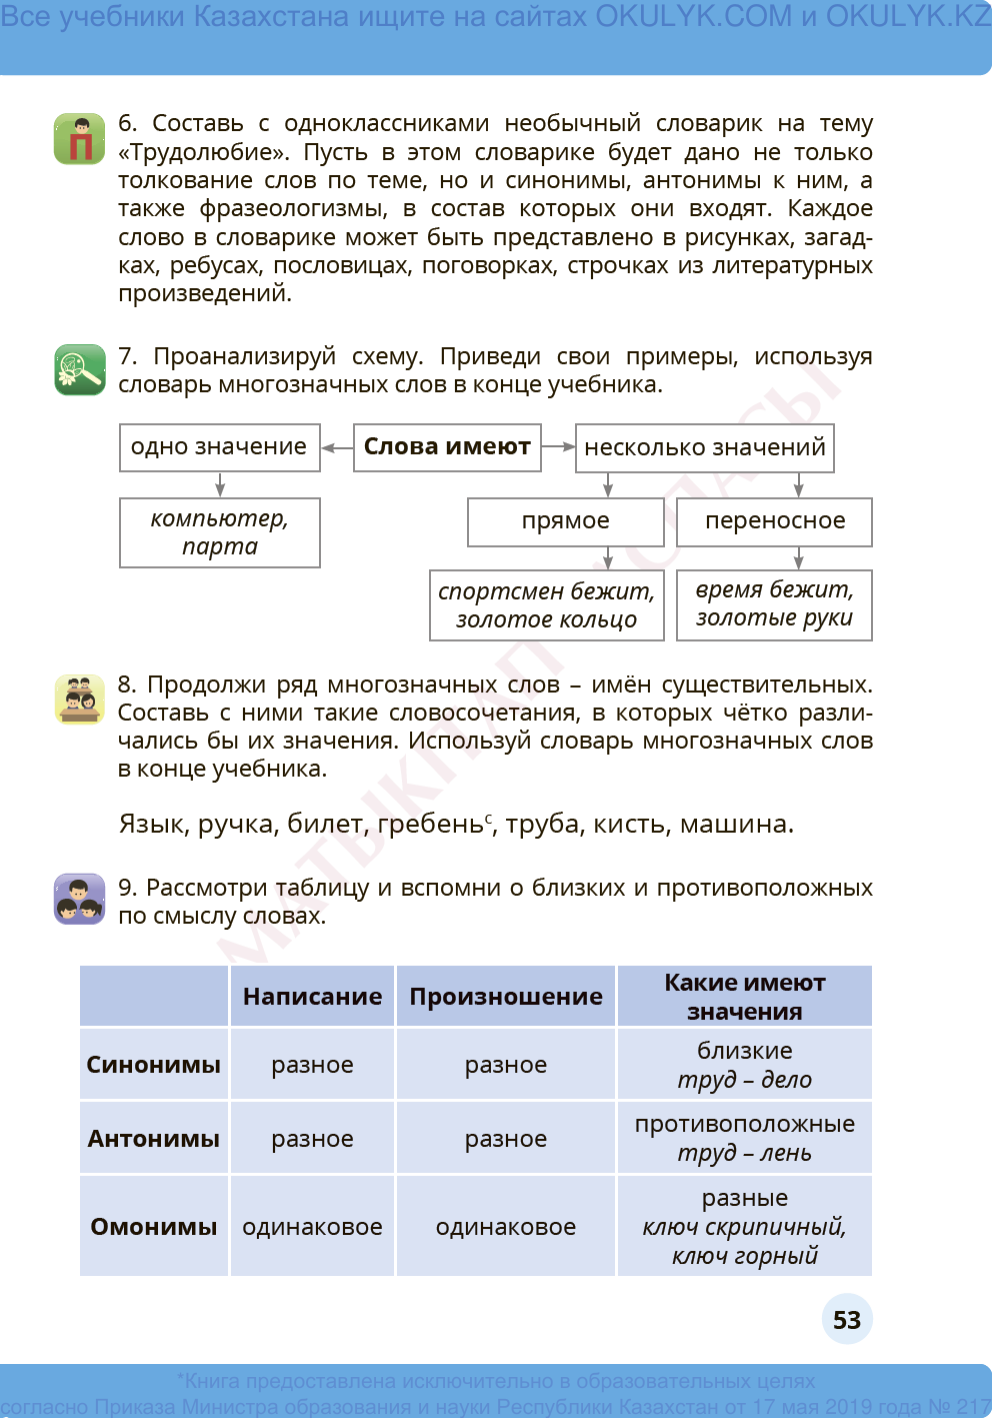 Все учебники Казахстана ищите на сайтах OKULYK.COM и OKULYK.KZ
6. Составь с одноклассниками необычный словарик на тему
«Трудолюбие». Пусть в этом словарике будет дано не только
толкование слов по теме, но и синонимы, антонимы к ним, а
также фразеологизмы, в состав которых они входят. Каждое
слово в словарике может быть представлено в рисунках, загад-
ках, ребусах, пословицах, поговорках, строчках из литературных
произведений.
7. Проанализируй схему. Приведи свои примеры, используя
словарь многозначных слов в конце учебника.
одно значение
Слова имеют
несколько значений
компьютер,
парта
прямое
переносное
спортсмен бежит,
золотое кольцо
время бежит,
золотые руки
8. Продолжи ряд многозначных слов – имён существительных.
Составь с ними такие словосочетания, в которых чётко разли-
чались бы их значения. Используй словарь многозначных слов
в конце учебника.
Язык, ручка, билет, гребеньᶜ, труба, кисть, машина.
9. Рассмотри таблицу и вспомни о близких и противоположных
по смыслу словах.
Написание Произношение Какие имеют
значения
Синонимы разное разное близкие
труд – дело
Антонимы разное разное противоположные
труд – лень
Омонимы одинаковое одинаковое разные
ключ скрипичный,
ключ горный
53
*Книга предоставлена исключительно в образовательных целях
согласно Приказа Министра образования и науки Республики Казахстан от 17 мая 2019 года № 217